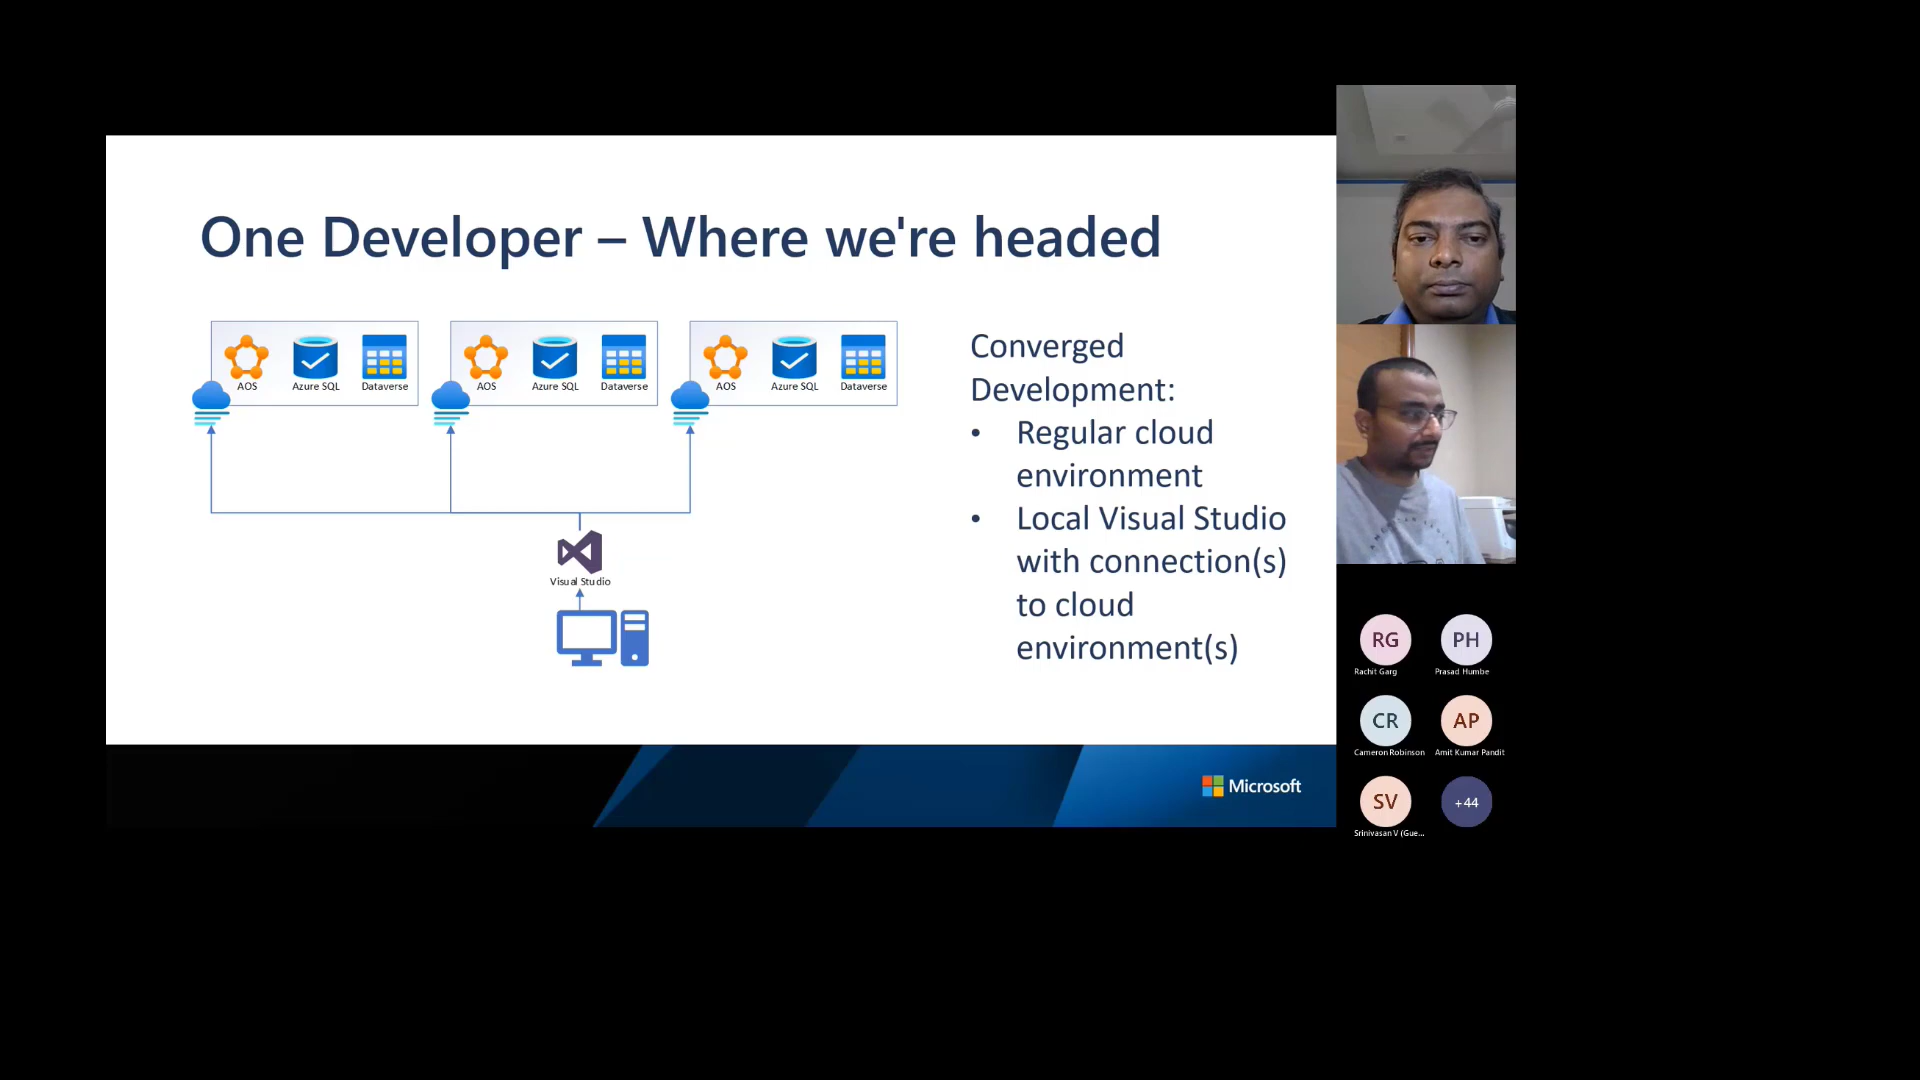 One Developer – Where we're headed
AOS
Azure SQL
Dataverse
AOS
Azure SQL
Dataverse
AOS
Azure SQL
Dataverse
Visual Studio
Converged
Development:
• Regular cloud
environment
• Local Visual Studio
with connection(s)
to cloud
environment(s)
Microsoft
RG
Rachit Garg
PH
Prasad Humbe
CR
Cameron Robinson
AP
Amit Kumar Pandit
SV
Srinivasan V (Gue...
+44